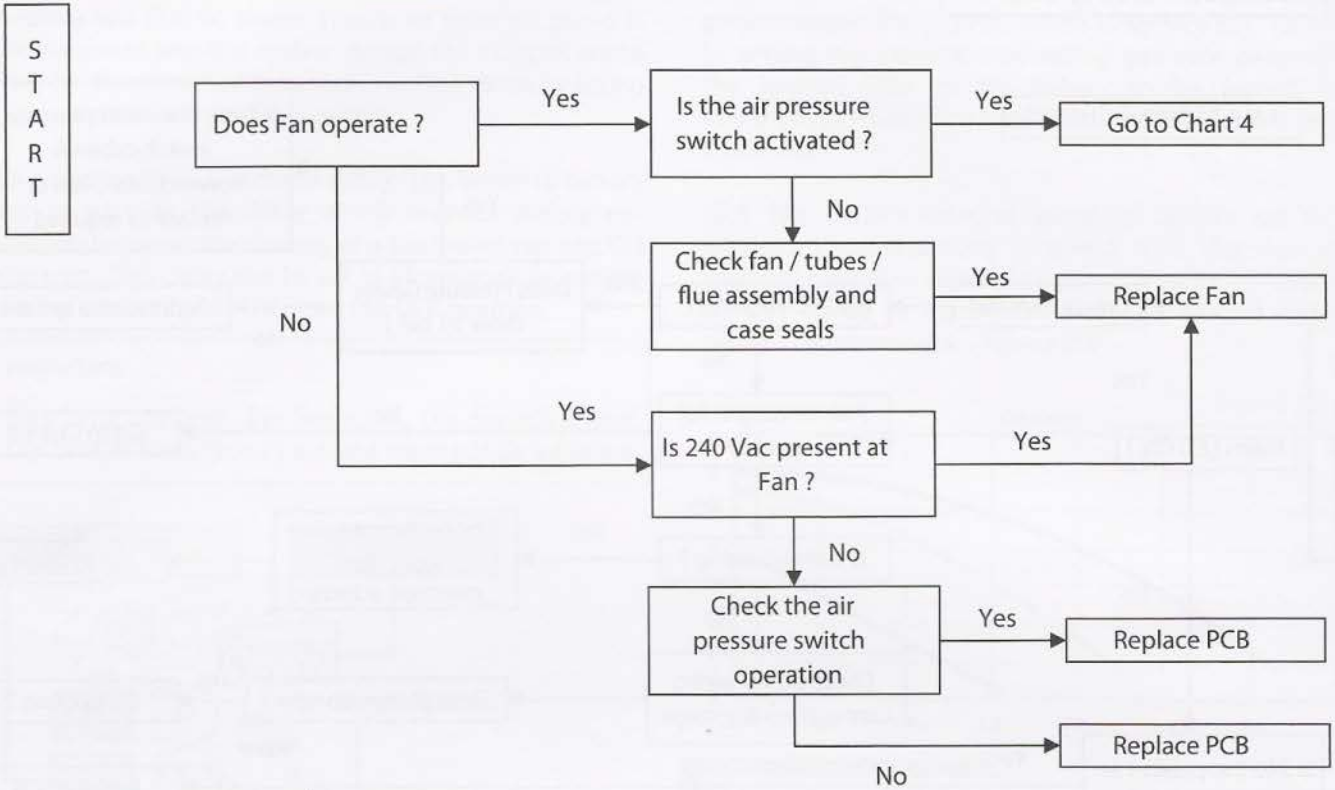 START
Does Fan operate ?
Yes
Is the air pressure
switch activated ?
Yes
Go to Chart 4
No
Check fan / tubes /
flue assembly and
case seals
Yes
Replace Fan
No
Yes
Is 240 Vac present at
Fan ?
Yes
No
Check the air
pressure switch
operation
Yes
Replace PCB
No
Replace PCB